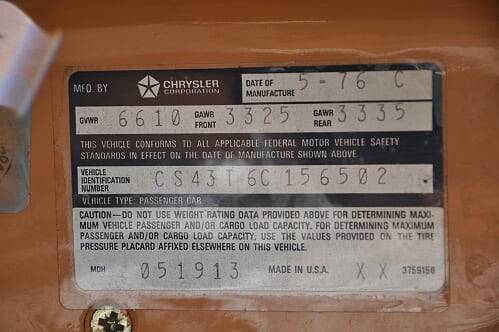 MFD. BY CHRYSLER CORPORATION DATE OF MANUFACTURE 5-76 C
GVWR 6610 GAWR FRONT 3325 GAWR REAR 3335
THIS VEHICLE CONFORMS TO ALL APPLICABLE FEDERAL MOTOR VEHICLE SAFETY
STANDARDS IN EFFECT ON THE DATE OF MANUFACTURE SHOWN ABOVE.
VEHICLE IDENTIFICATION NUMBER CS43T6C156502
VEHICLE TYPE: PASSENGER CAR
CAUTION—DO NOT USE WEIGHT RATING DATA PROVIDED ABOVE FOR DETERMINING MAXI-
MUM VEHICLE PASSENGER AND/OR CARGO LOAD CAPACITY. FOR DETERMING MAXIMUM
PASSENGER AND/OR CARGO LOAD CAPACITY, USE THE VALUES PROVIDED ON THE TIRE
PRESSURE PLACARD AFFIXED ELSEWHERE ON THIS VEHICLE.
MDH 051913 MADE IN U.S.A. XX 3759156